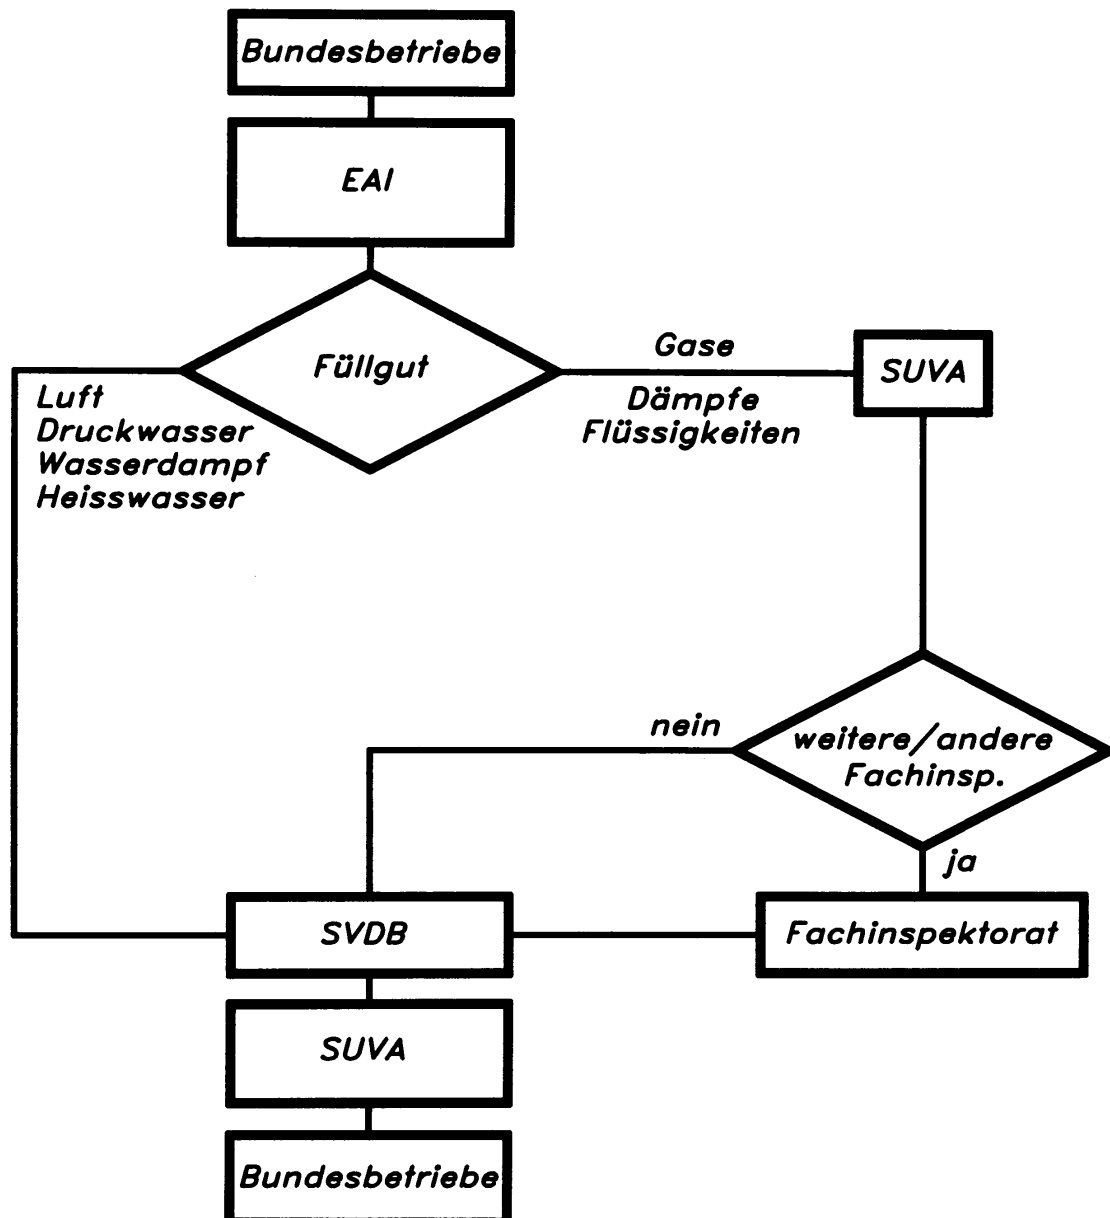 Bundesbetriebe
EAI
Füllgut
Gase
SUVA
Luft
Druckwasser
Wasserdampf
Heisswasser
Dämpfe
Flüssigkeiten
nein
weitere/andere
Fachinsp.
ja
SVDB
Fachinspektorat
SUVA
Bundesbetriebe